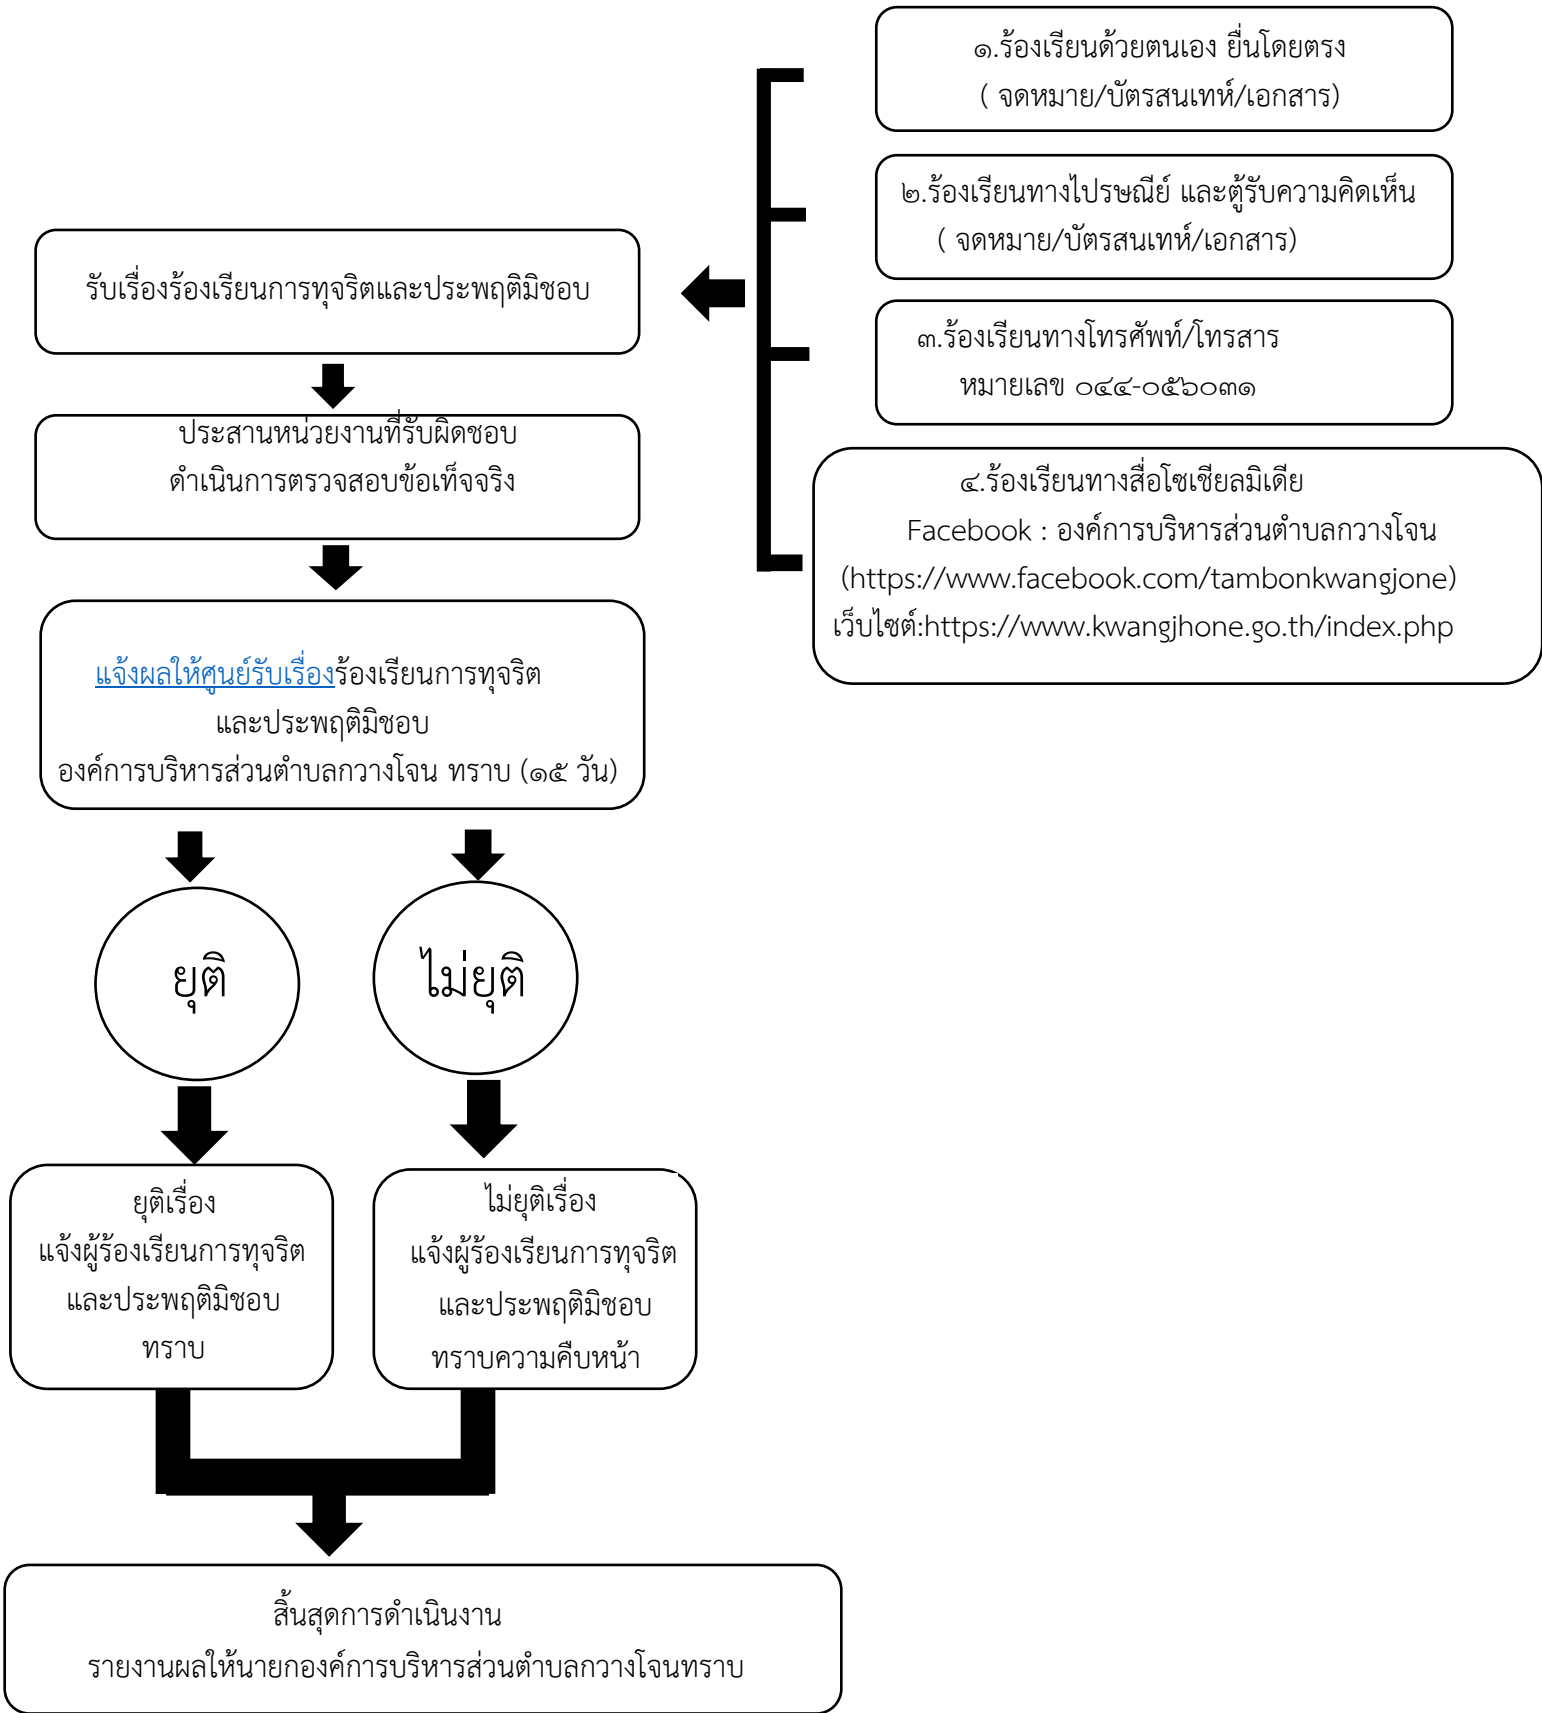 ๑.ร้องเรียนด้วยตนเอง ยื่นโดยตรง
( จดหมาย/บัตรสนเทห์/เอกสาร)
๒.ร้องเรียนทางไปรษณีย์ และตู้รับความคิดเห็น
( จดหมาย/บัตรสนเทห์/เอกสาร)
๓.ร้องเรียนทางโทรศัพท์/โทรสาร
หมายเลข ๐๔๔-๐๕๖๐๓๑
๔.ร้องเรียนทางสื่อโซเชียลมิเดีย
Facebook : องค์การบริหารส่วนตำบลกวางโจน
(https://www.facebook.com/tambonkwangjone)
เว็บไซต์:https://www.kwangjhone.go.th/index.php
รับเรื่องร้องเรียนการทุจริตและประพฤติมิชอบ
ประสานหน่วยงานที่รับผิดชอบ
ดำเนินการตรวจสอบข้อเท็จจริง
แจ้งผลให้ศูนย์รับเรื่องร้องเรียนการทุจริต
และประพฤติมิชอบ
องค์การบริหารส่วนตำบลกวางโจน ทราบ (๑๕ วัน)
ยุติ
ไม่ยุติ
ยุติเรื่อง
แจ้งผู้ร้องเรียนการทุจริต
และประพฤติมิชอบ
ทราบ
ไม่ยุติเรื่อง
แจ้งผู้ร้องเรียนการทุจริต
และประพฤติมิชอบ
ทราบความคืบหน้า
สิ้นสุดการดำเนินงาน
รายงานผลให้นายกองค์การบริหารส่วนตำบลกวางโจนทราบ